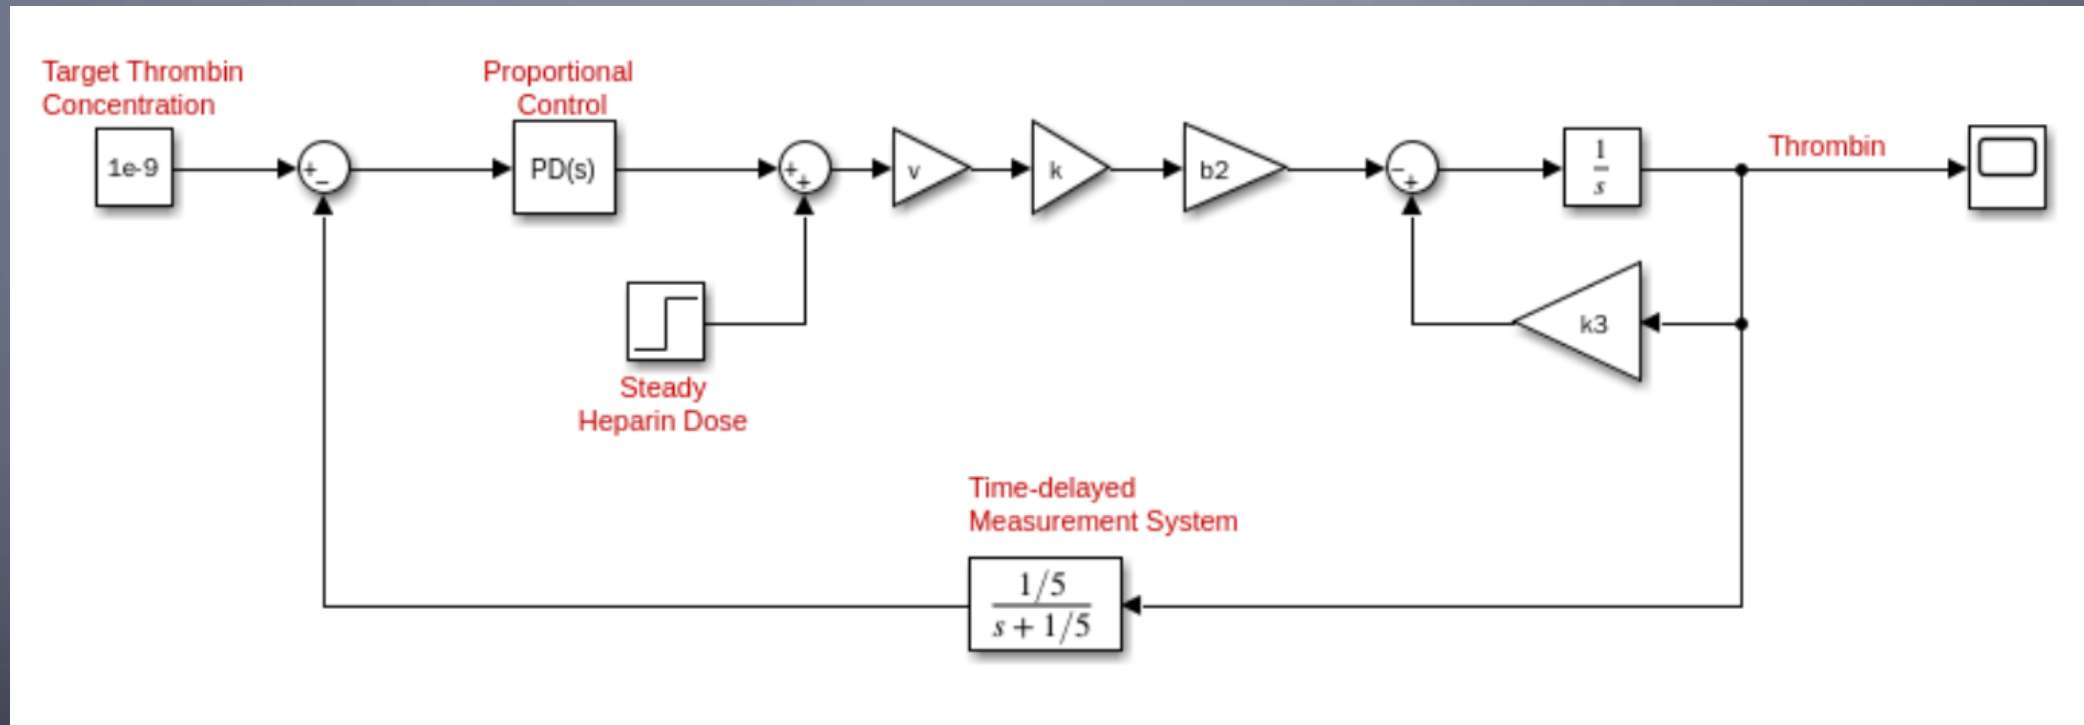 Target Thrombin
Concentration
1e-9
+
−
Proportional
Control
PD(s)
+
+
Steady
Heparin Dose
v
k
b2
−
+
1
s
Thrombin
k3
Time-delayed
Measurement System
1/5
s + 1/5